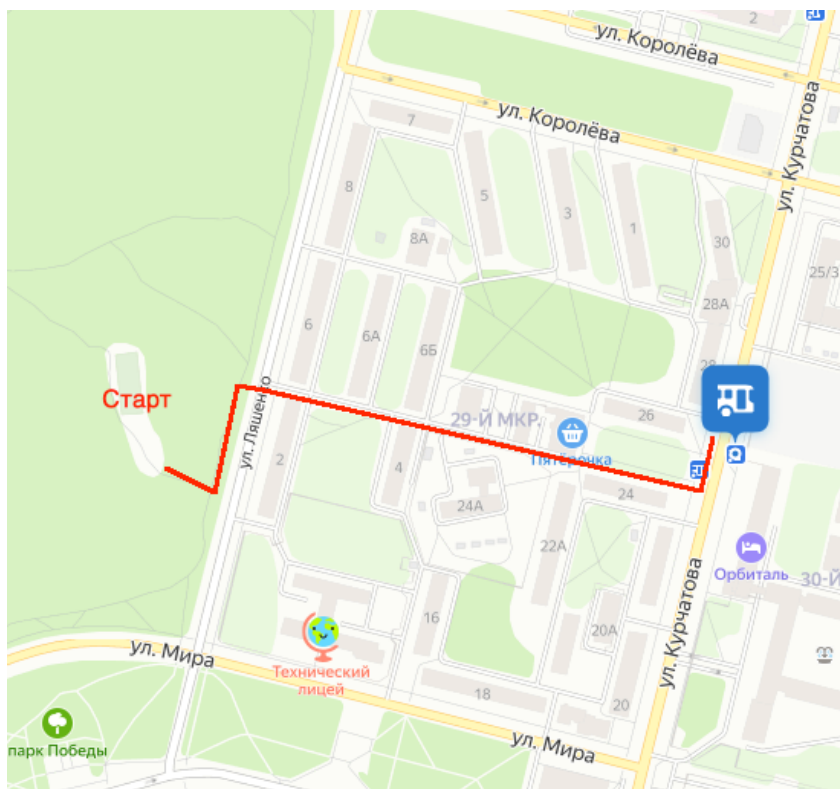 2
ул. Королёва
ул. Королёва
ул. Курчатова
7
8
5
3
1
8А
30
25/3
28А
6
6А
6Б
28
Старт
ул. Ляшенко
29-Й МКР.
26
Пятёрочка
2
4
24
24А
22А
Орбиталь
30-Й
ул. Курчатова
16
20А
ул. Мира
Технический
лицей
18
20
парк Победы
ул. Мира